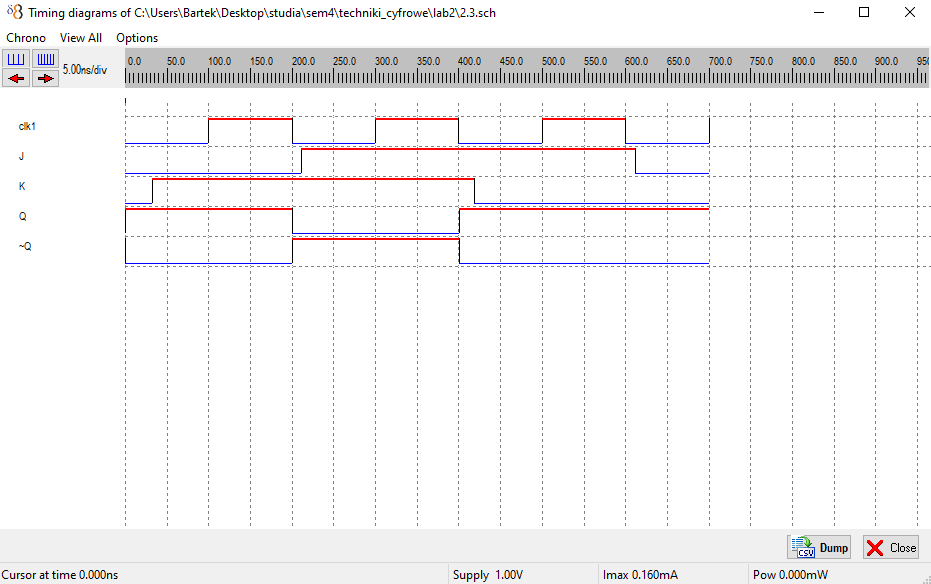 Timing diagrams of C:\Users\Bartek\Desktop\studia\sem4\techniki_cyfrowe\lab2\2.3.sch
Chrono View All Options
5.00ns/div
0.0 50.0 100.0 150.0 200.0 250.0 300.0 350.0 400.0 450.0 500.0 550.0 600.0 650.0 700.0 750.0 800.0 850.0 900.0 950
clk1
J
K
Q
~Q
CSV Dump Close
Cursor at time 0.000ns Supply 1.00V Imax 0.160mA Pow 0.000mW